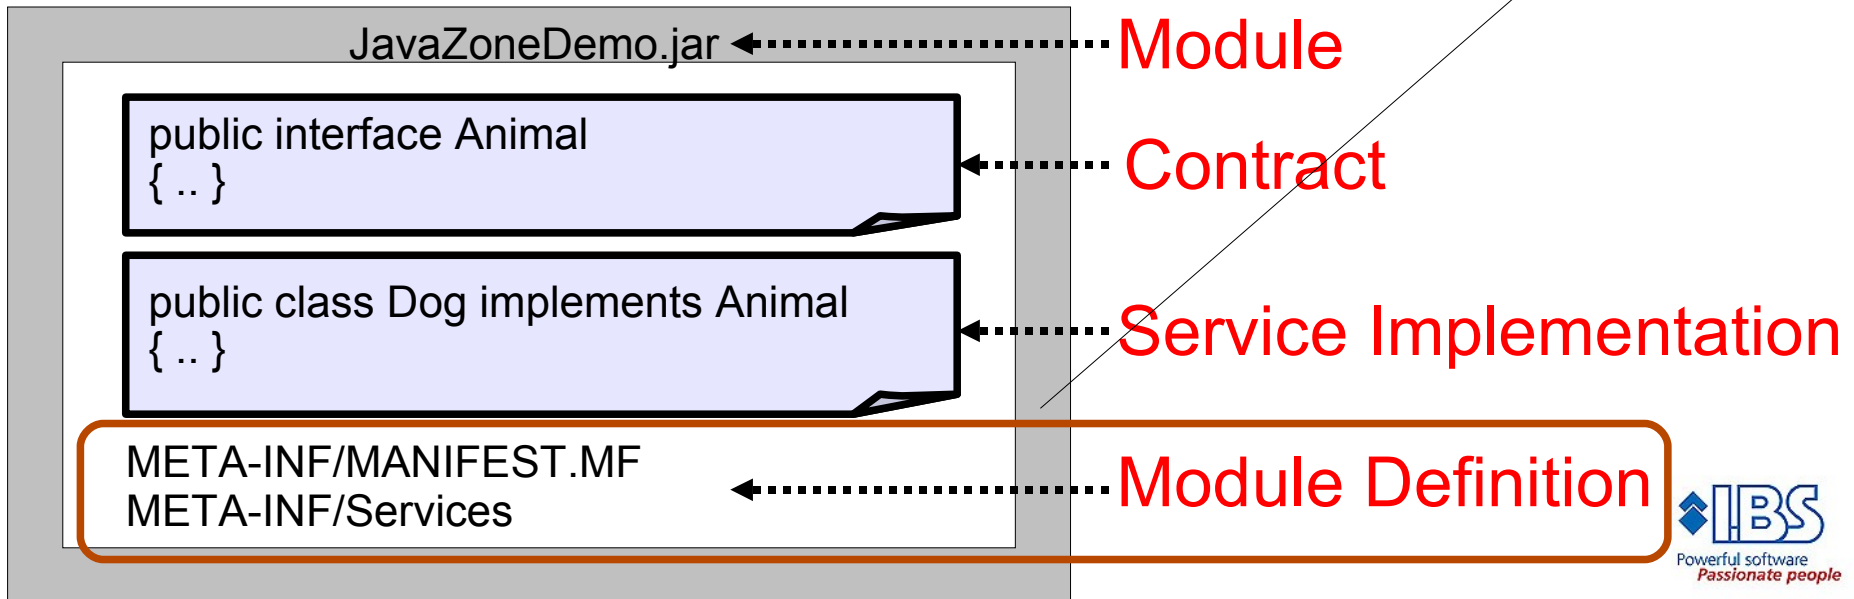 JavaZoneDemo.jar
Module
public interface Animal
{ .. }
Contract
public class Dog implements Animal
{ .. }
Service Implementation
META-INF/MANIFEST.MF
META-INF/Services
Module Definition
IBS
Powerful software
Passionate people